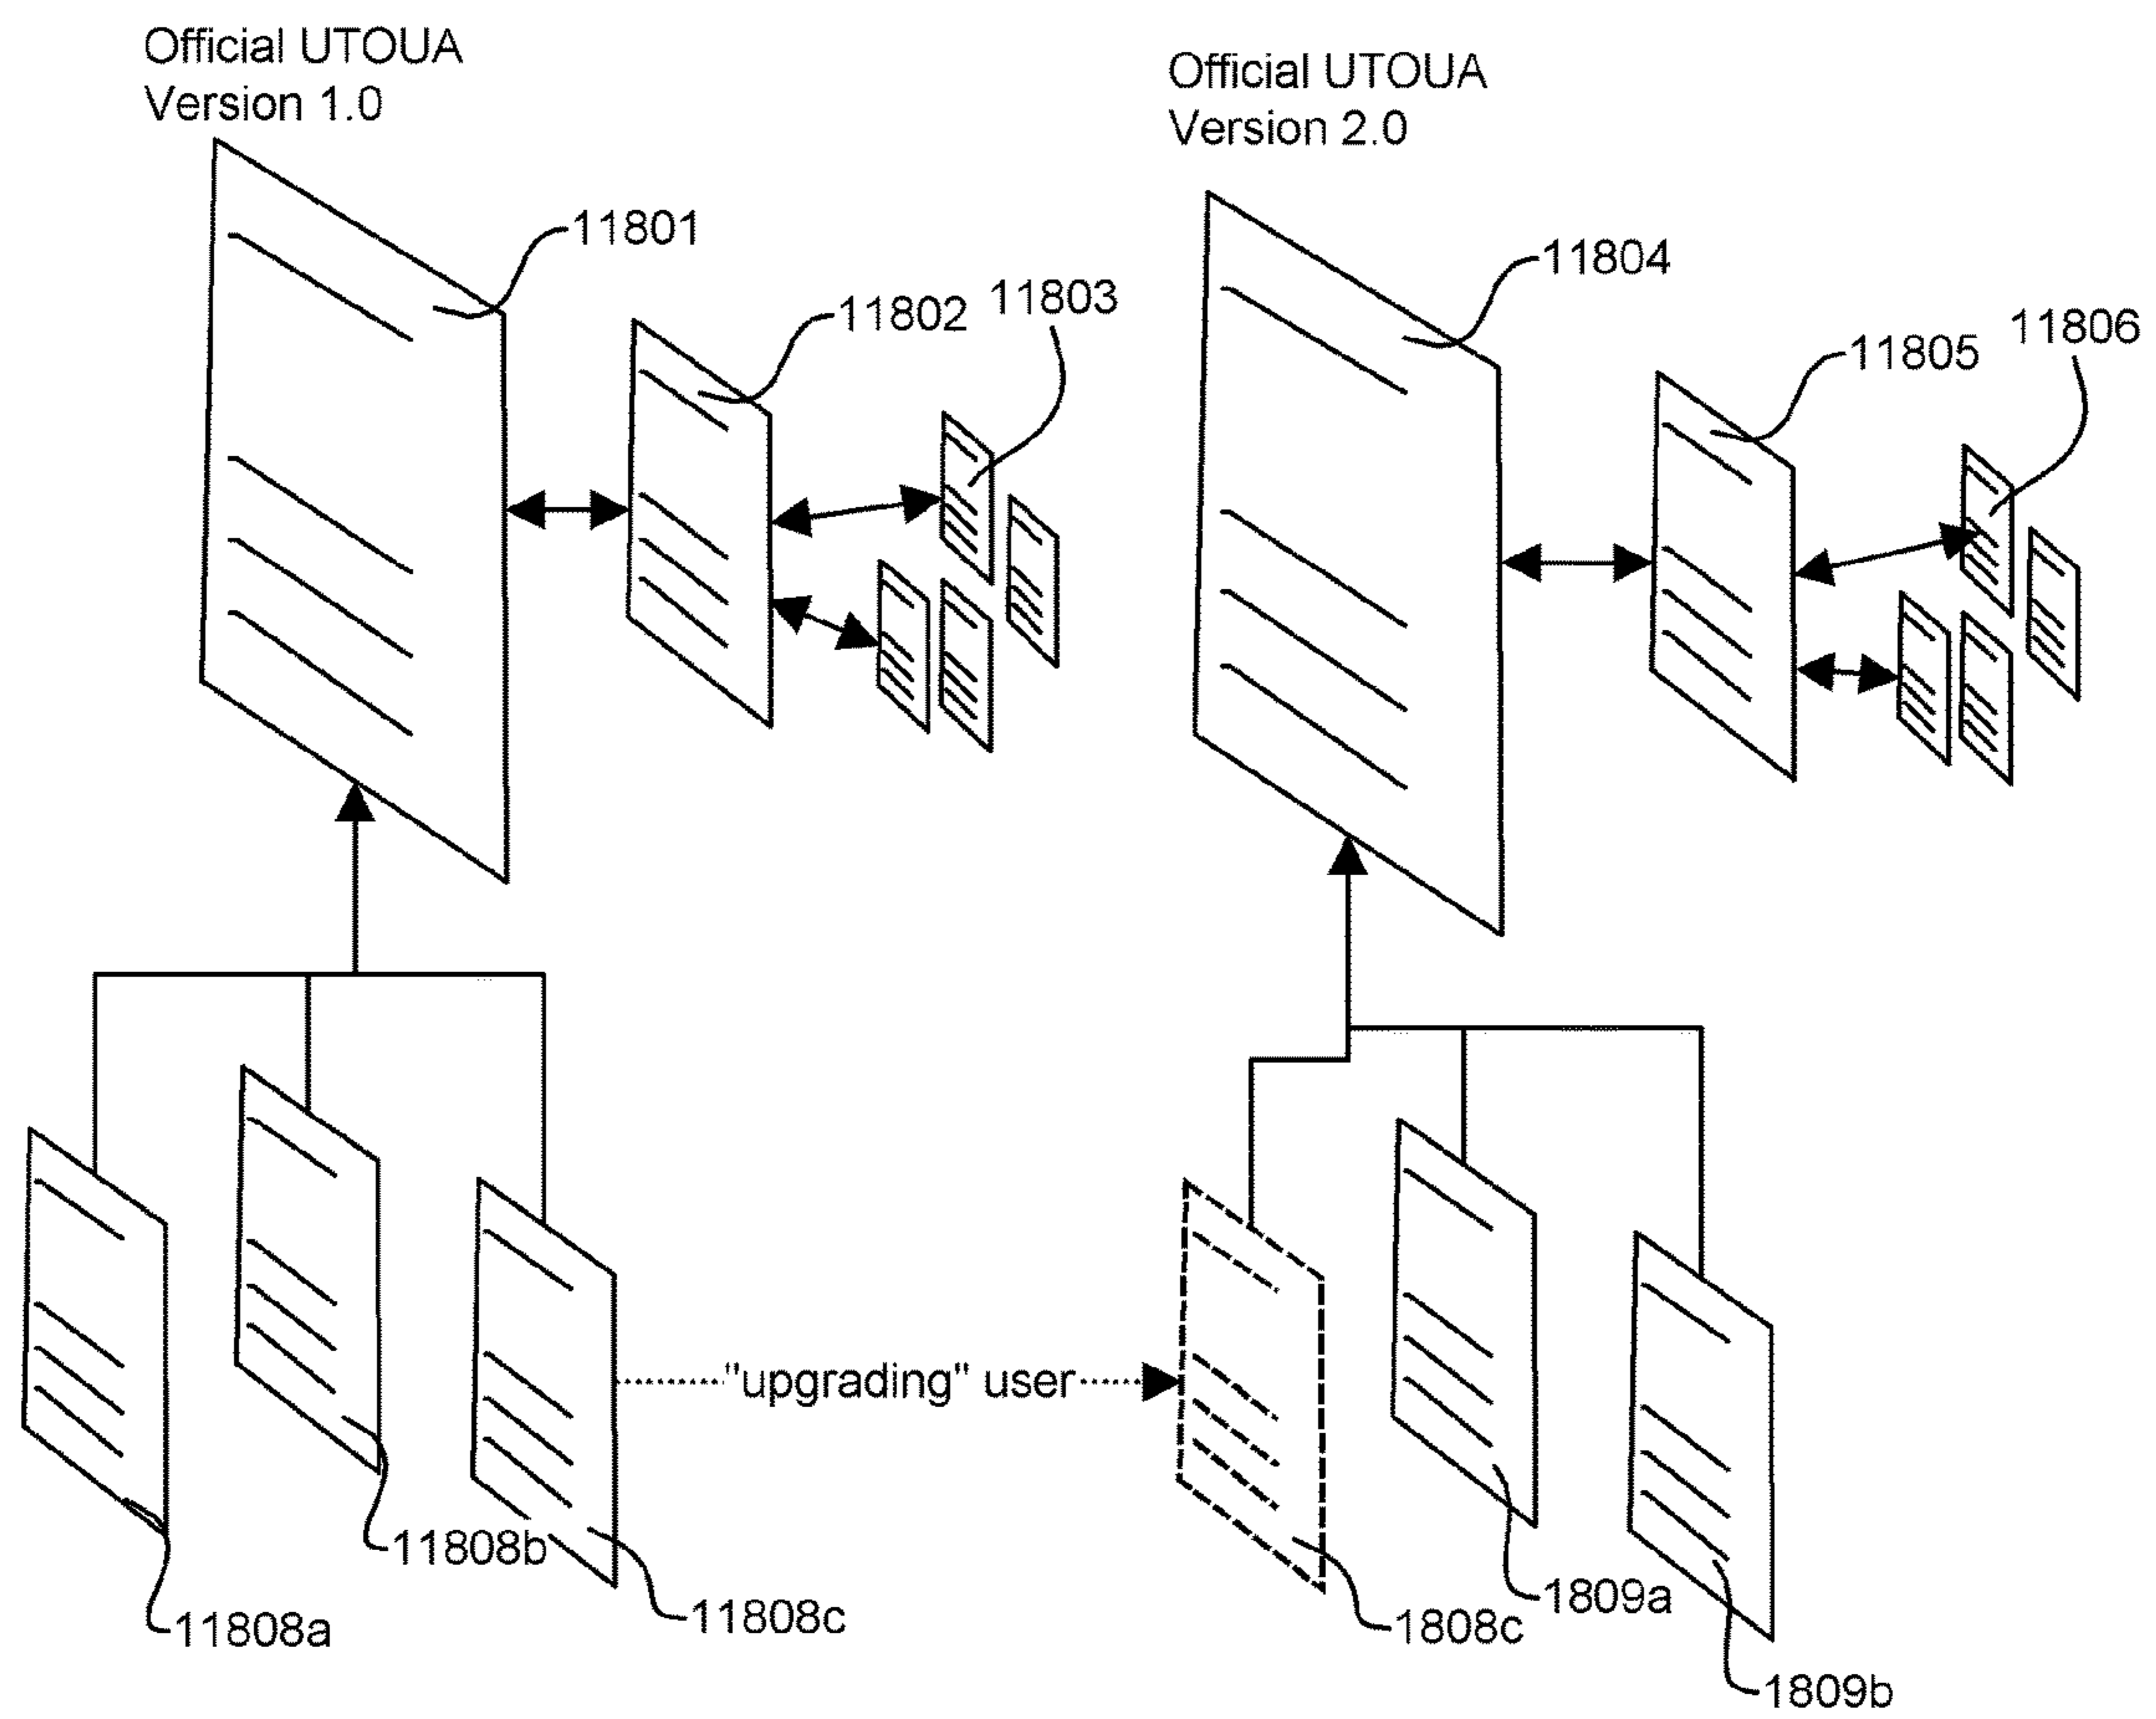 Official UTOUA
Version 1.0
Official UTOUA
Version 2.0
11801
11802
11803
11804
11805
11806
"upgrading" user
11808a
11808b
11808c
1808c
1809a
1809b